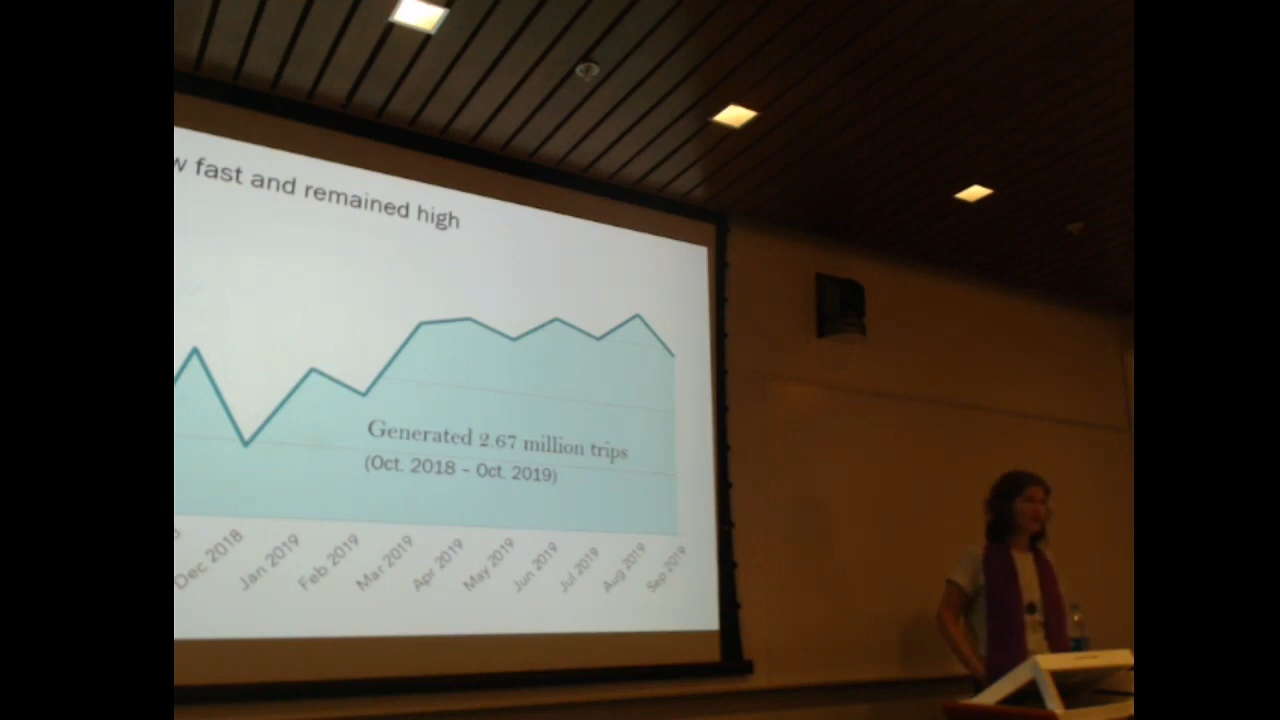 w fast and remained high
Generated 2.67 million trips
(Oct. 2018 – Oct. 2019)
Dec 2018
Jan 2019
Feb 2019
Mar 2019
Apr 2019
May 2019
Jun 2019
Jul 2019
Aug 2019
Sep 2019